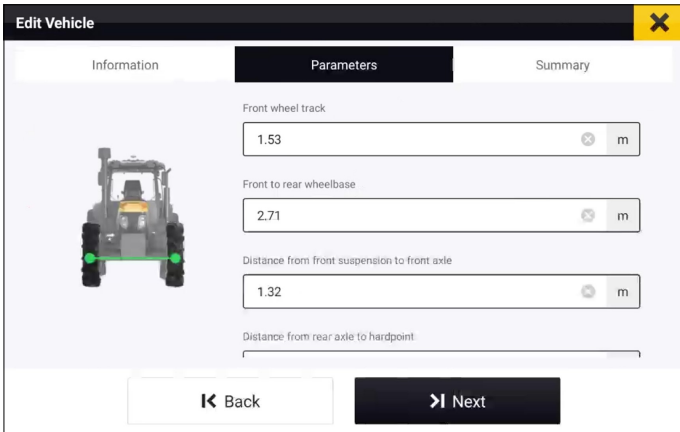 Edit Vehicle
Information
Parameters
Summary
Front wheel track
1.53
m
Front to rear wheelbase
2.71
m
Distance from front suspension to front axle
1.32
m
Distance from rear axle to hardpoint
Back
Next